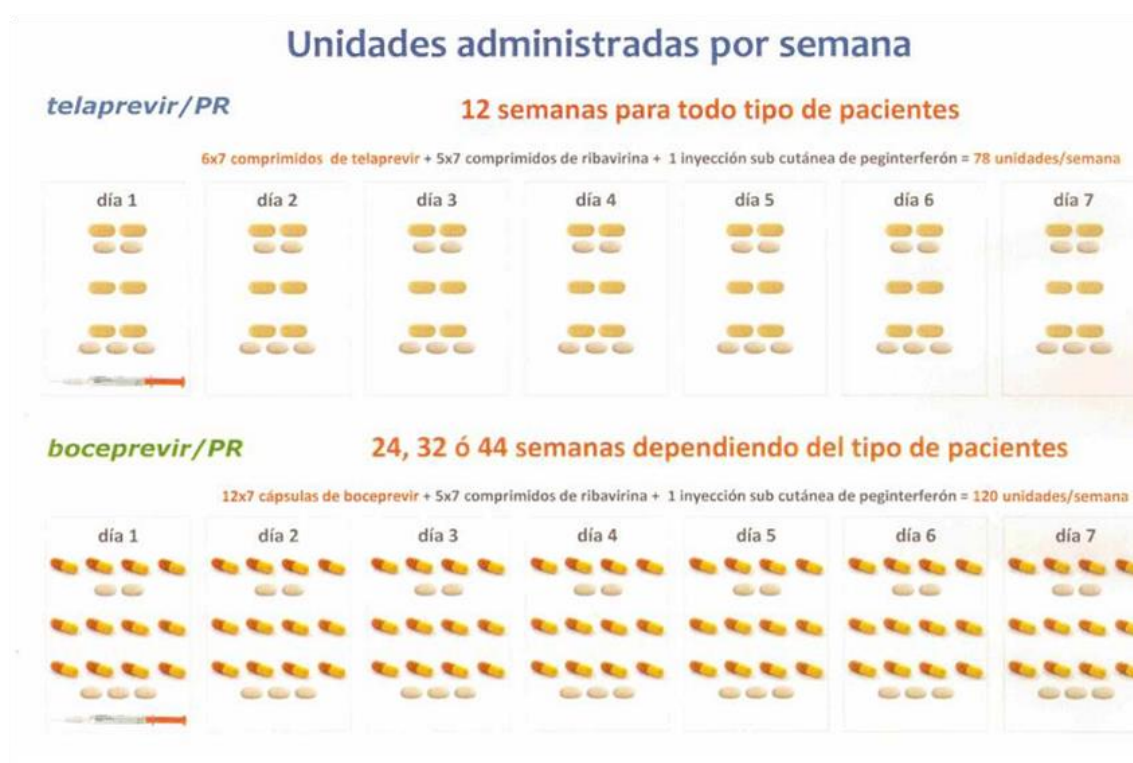 Unidades administradas por semana
telaprevir/PR
12 semanas para todo tipo de pacientes
6x7 comprimidos de telaprevir + 5x7 comprimidos de ribavirina + 1 inyección sub cutánea de peginterferón = 78 unidades/semana
día 1 día 2 día 3 día 4 día 5 día 6 día 7
boceprevir/PR
24, 32 ó 44 semanas dependiendo del tipo de pacientes
12x7 cápsulas de boceprevir + 5x7 comprimidos de ribavirina + 1 inyección sub cutánea de peginterferón = 120 unidades/semana
día 1 día 2 día 3 día 4 día 5 día 6 día 7